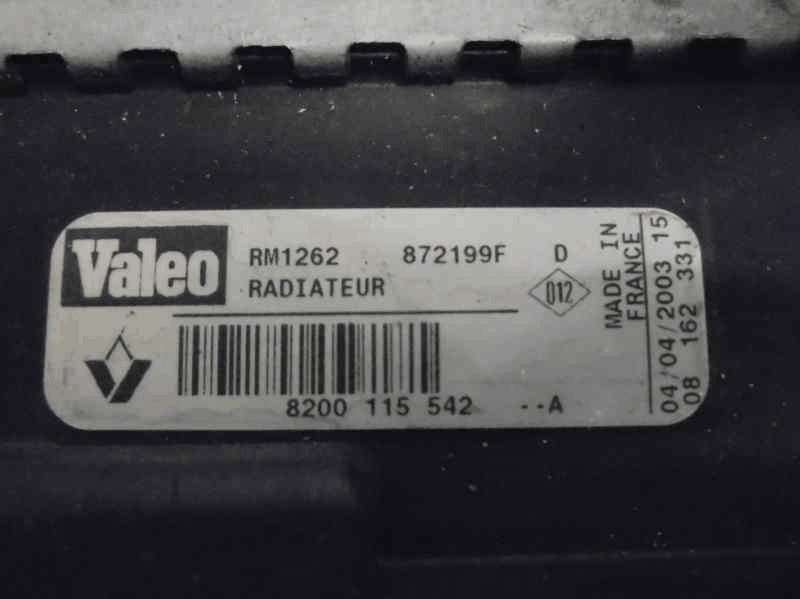 Valeo
RM1262 872199F D
RADIATEUR
012
8200 115 542 --A
MADE IN
FRANCE
04/04/2003 15
08 162 331